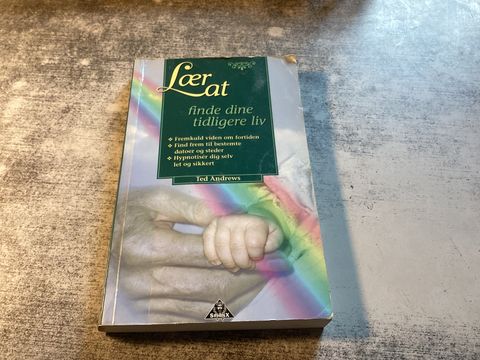 Lær
at
finde dine
tidligere liv
Fremkald viden om fortiden
Find frem til bestemte
datoer og steder
Hypnotisér dig selv
let og sikkert
Ted Andrews
SphinX